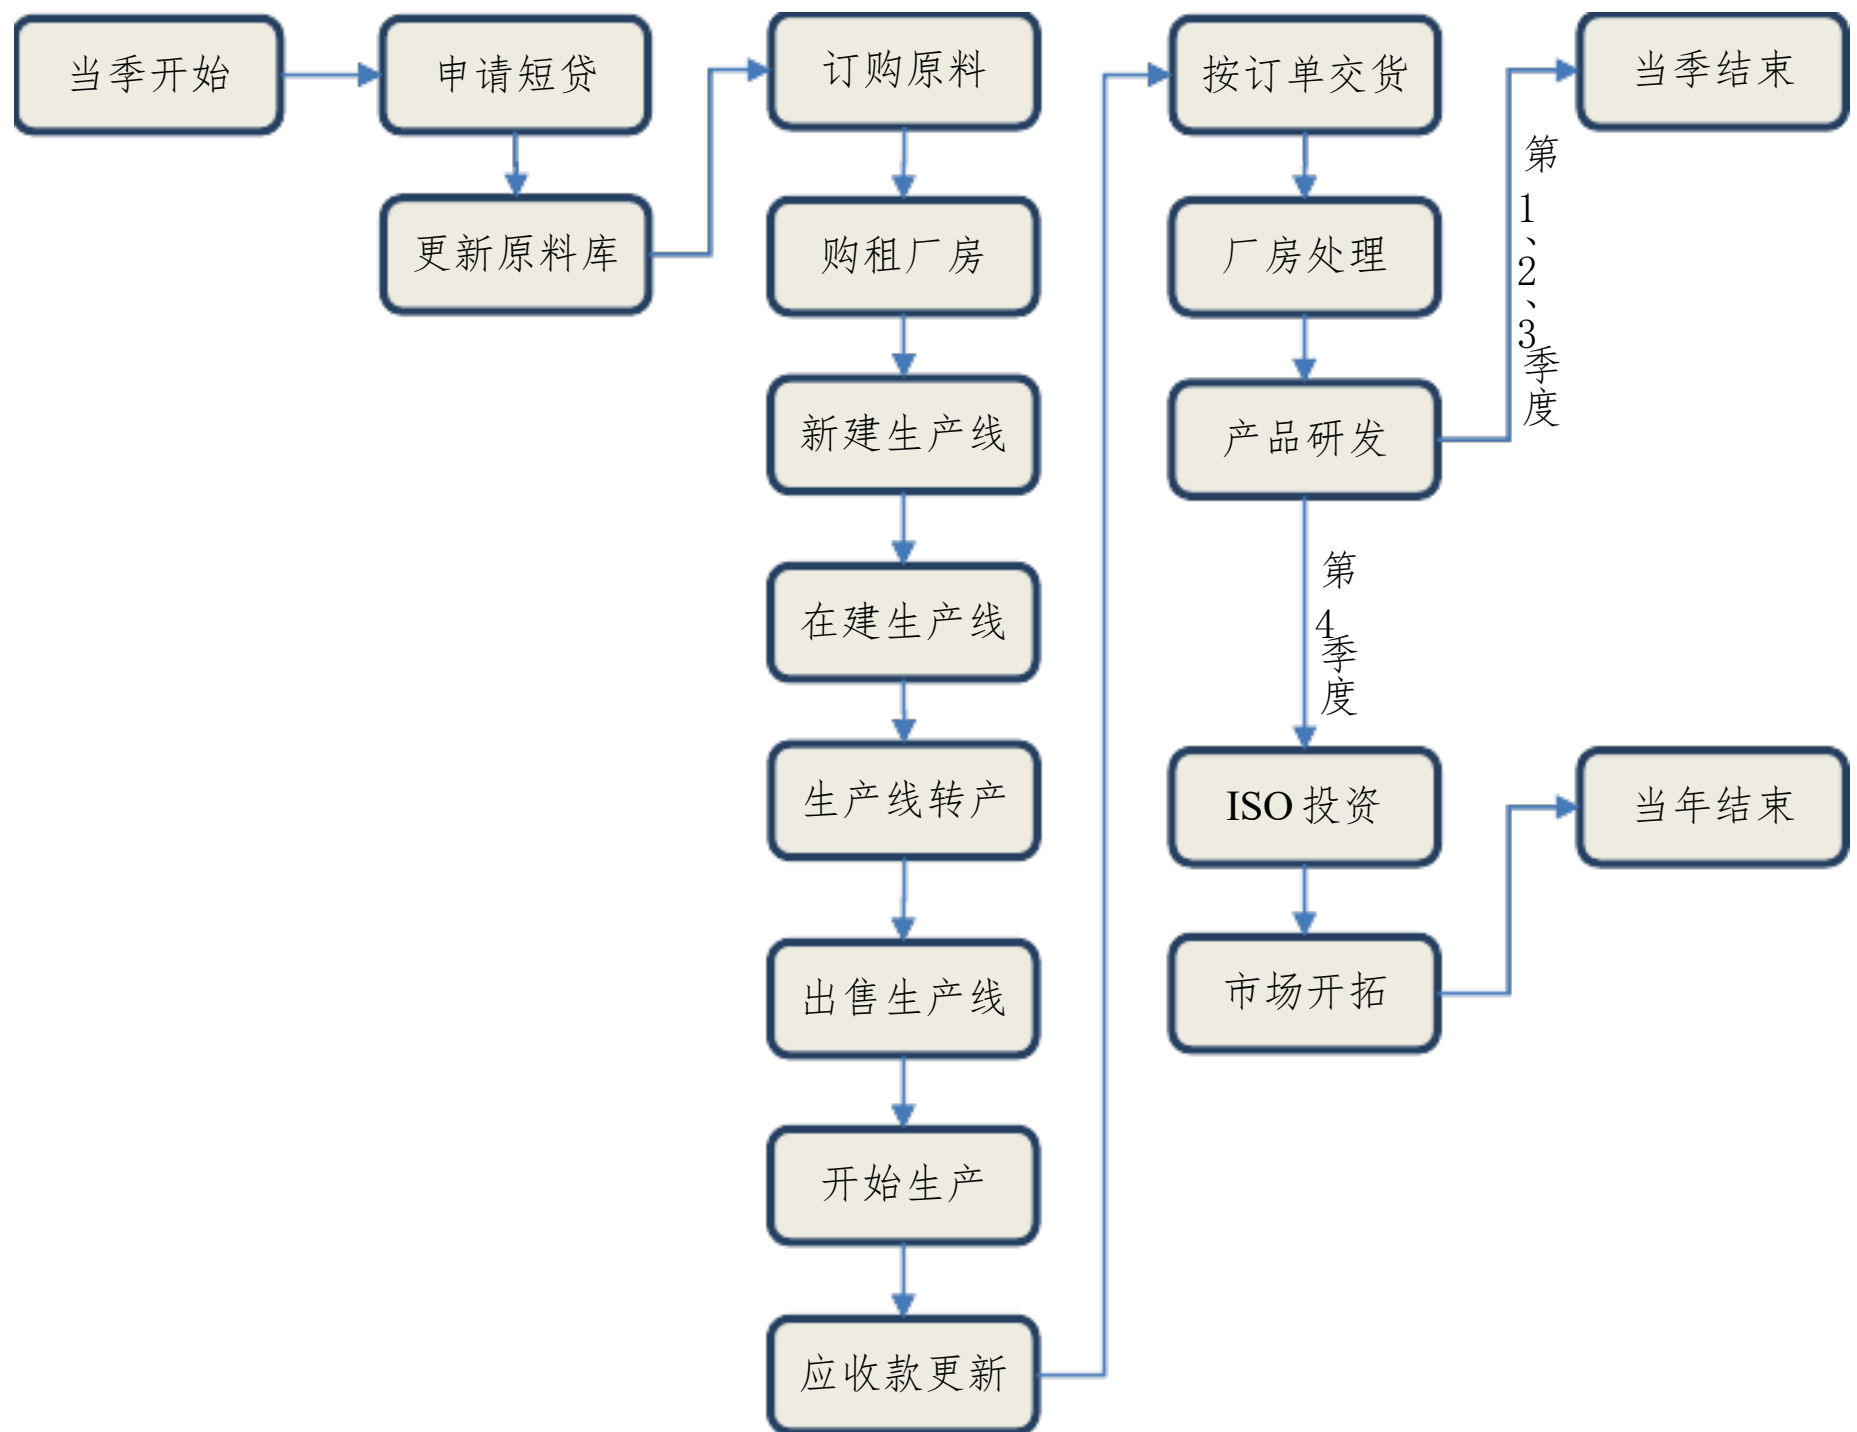 当季开始
申请短贷
更新原料库
订购原料
购租厂房
新建生产线
在建生产线
生产线转产
出售生产线
开始生产
应收款更新
按订单交货
厂房处理
产品研发
第1、2、3季度
当季结束
第4季度
ISO 投资
市场开拓
当年结束